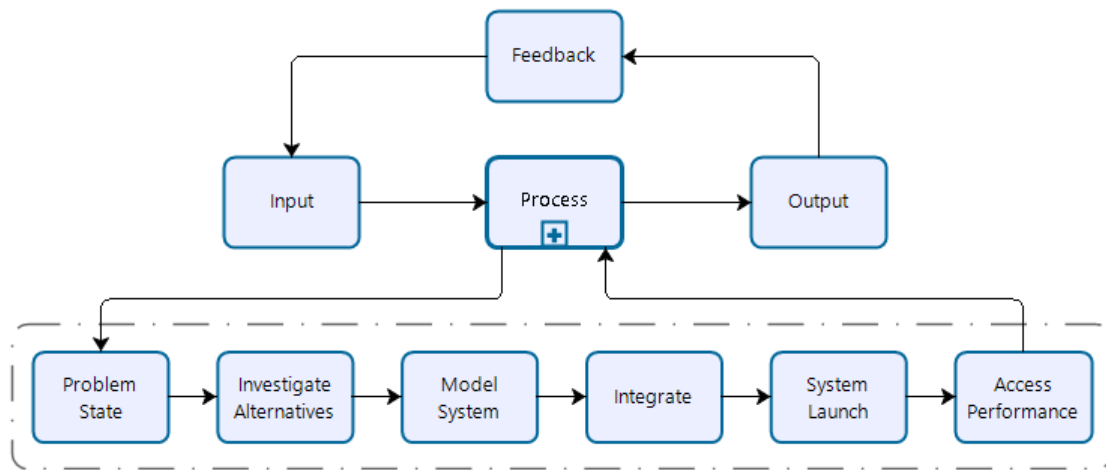 Feedback
Input
Process
Output
Problem
State
Investigate
Alternatives
Model
System
Integrate
System
Launch
Access
Performance